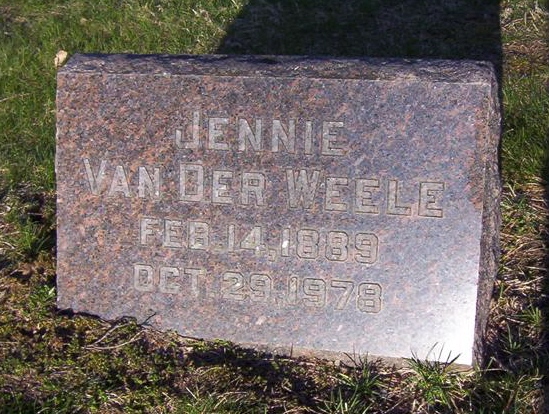 JENNIE
VAN DER WEELE
FEB. 14, 1889
OCT. 29, 1978